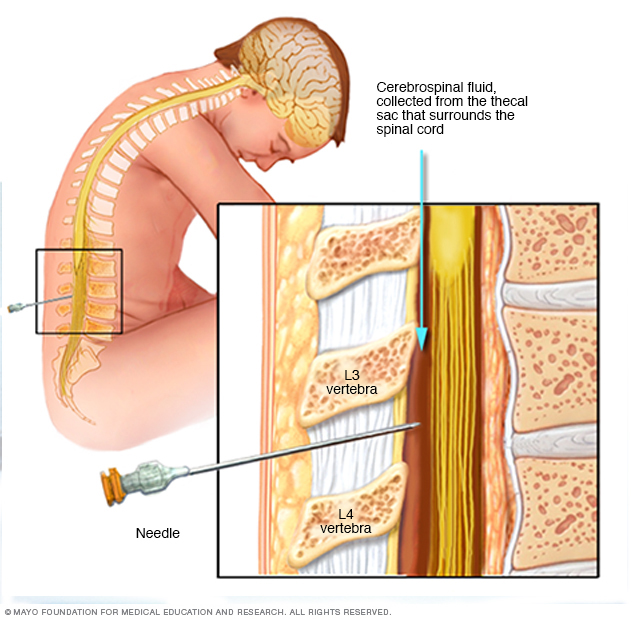 Cerebrospinal fluid,
collected from the thecal
sac that surrounds the
spinal cord
L3
vertebra
L4
vertebra
Needle
© MAYO FOUNDATION FOR MEDICAL EDUCATION AND RESEARCH. ALL RIGHTS RESERVED.